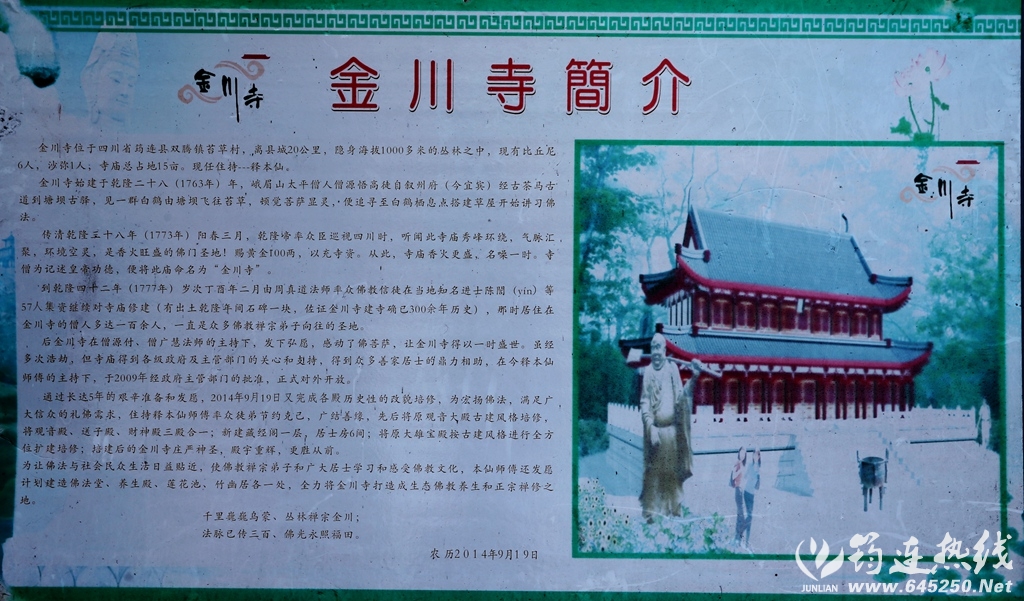 金川寺
金川寺簡介
金川寺位于四川省筠连县双腾镇苔草村，离县城20公里，隐身海拔1000多米的丛林之中，现有比丘尼
6人，沙弥1人，寺庙总占地15亩。现任住持---释本仙。
金川寺始建于乾隆二十八（1763年）年，峨眉山太平僧人僧源悟高徒自叙州府（今宜宾）经古茶马古
道到塘坝古驿，见一群白鹤由塘坝飞往苔草，顿觉菩萨显灵，便追寻至白鹤栖息点搭建草屋开始讲习佛
法。
传清乾隆三十八年（1773年）阳春三月，乾隆帝率众臣巡视四川时，听闻此寺庙秀峰环绕，气脉汇
聚，环境空灵，是香火旺盛的佛门圣地！赐黄金100两，以充寺资。从此，寺庙香火更盛，名噪一时。寺
僧为记述皇帝功德，便将此庙命名为“金川寺”。
到乾隆四十二年（1777年）岁次丁酉年二月由周真道法师率众佛教信徒在当地知名进士陈訚（yín）等
57人集资继续对寺庙修建（有出土乾隆年间石碑一块，佐证金川寺建寺确已300余年历史），那时居住在
金川寺的僧人多达一百余人，一直是众多佛教禅宗弟子向往的圣地。
后金川寺在僧源付、僧广慧法师的主持下，发下弘愿，感动了佛菩萨，让金川寺得以一时盛世。虽经
多次浩劫，但寺庙得到各级政府及主管部门的关心和支持，得到众多善家居士的鼎力相助，在今释本仙
师傅的主持下，于2009年经政府主管部门的批准，正式对外开放。
通过长达5年的艰辛准备和发愿，2014年9月19日又完成各殿历史性的改貌培修，为宏扬佛法，满足广
大信众的礼佛需求，住持释本仙师傅率众徒弟节约克己，广结善缘，先后将原观音大殿古建风格培修，
将观音殿、送子殿、财神殿三殿合一；新建藏经阁一层，居士房6间；将原大雄宝殿按古建风格进行全方
位扩建培修；培建后的金川寺庄严神圣，殿宇重辉，更胜从前。
为让佛法与社会民众生活日益贴近，使佛教禅宗弟子和广大居士学习和感受佛教文化，本仙师傅还发愿
计划建造佛法堂、养生殿、莲花池、竹幽居各一处，全力将金川寺打造成生态佛教养生和正宗禅修之
地。
千里巍巍乌蒙、丛林禅宗金川；
法脉已传三百、佛光永照福田。
农 历2014年9月19日
金川寺
筠连热线
JUNLIAN
www.645250.Net